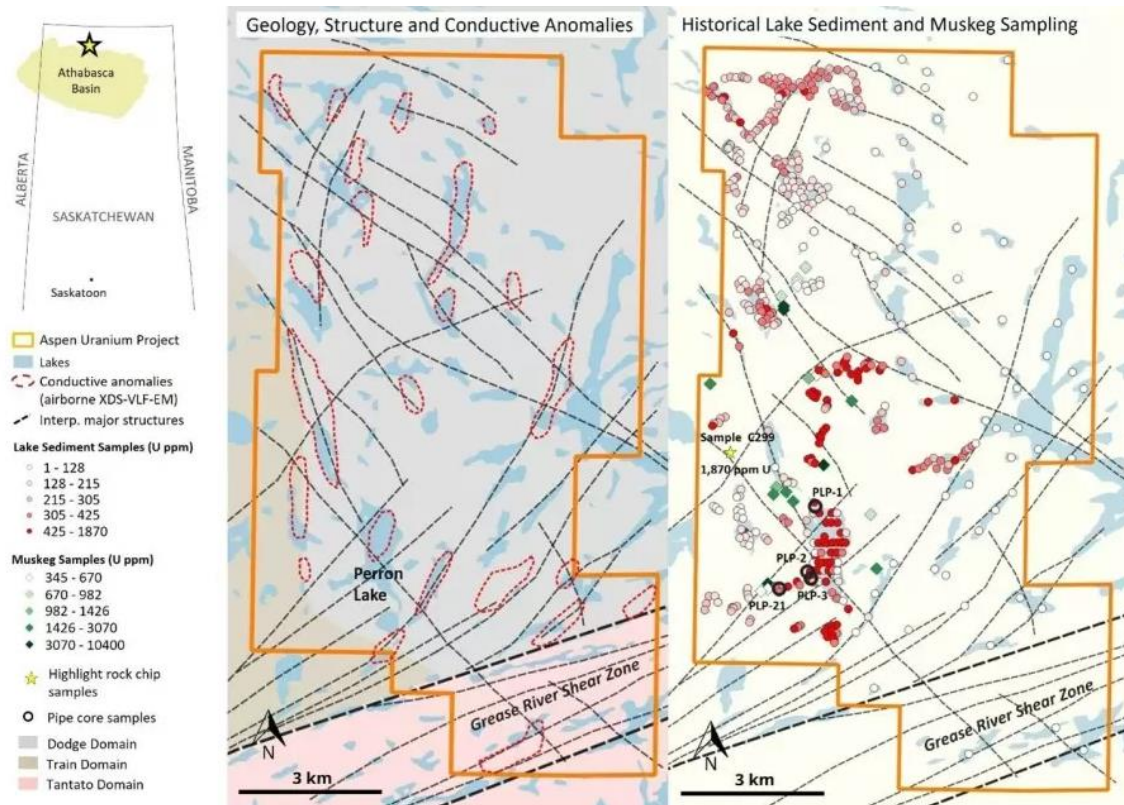 Athabasca
Basin
ALBERTA
MANITOBA
SASKATCHEWAN
Saskatoon
Aspen Uranium Project
Lakes
Conductive anomalies
(airborne XDS-VLF-EM)
Interp. major structures
Lake Sediment Samples (U ppm)
1 - 128
128 - 215
215 - 305
305 - 425
425 - 1870
Muskeg Samples (U ppm)
345 - 670
670 - 982
982 - 1426
1426 - 3070
3070 - 10400
Highlight rock chip
samples
Pipe core samples
Dodge Domain
Train Domain
Tantato Domain
Geology, Structure and Conductive Anomalies
Perron
Lake
Grease River Shear Zone
N
3 km
Historical Lake Sediment and Muskeg Sampling
Sample C299
1,870 ppm U
PLP-1
PLP-2
PLP-3
PLP-21
Grease River Shear Zone
N
3 km